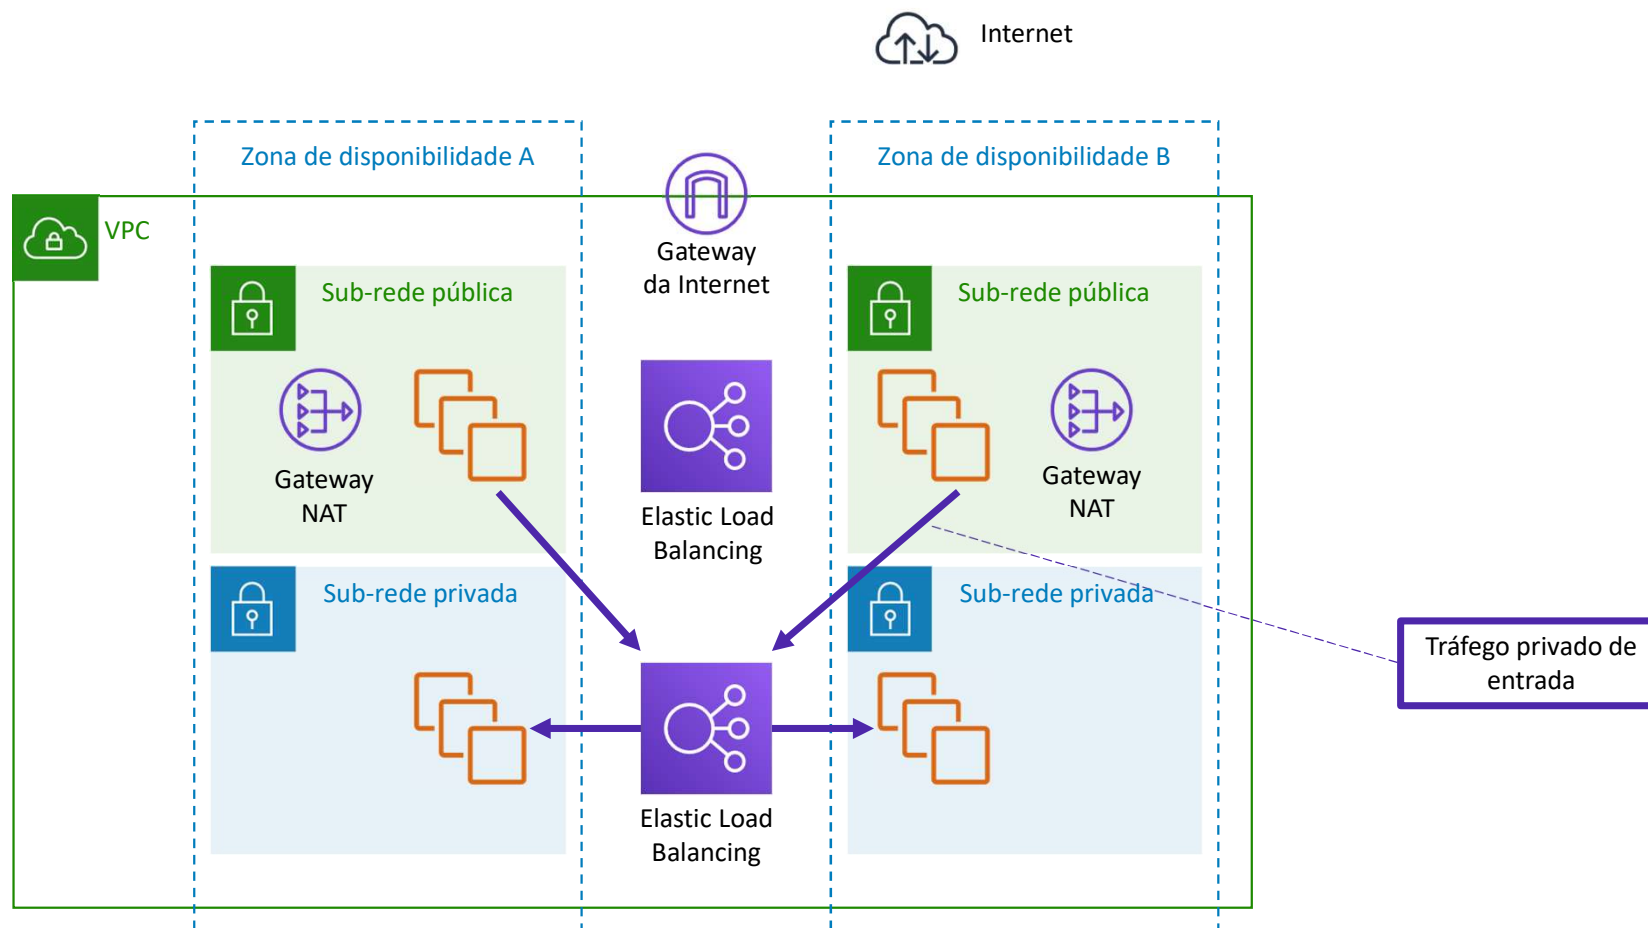 Internet
Zona de disponibilidade A
Zona de disponibilidade B
VPC
Gateway
da Internet
Sub-rede pública
Sub-rede pública
Gateway
NAT
Elastic Load
Balancing
Gateway
NAT
Sub-rede privada
Sub-rede privada
Tráfego privado de
entrada
Elastic Load
Balancing